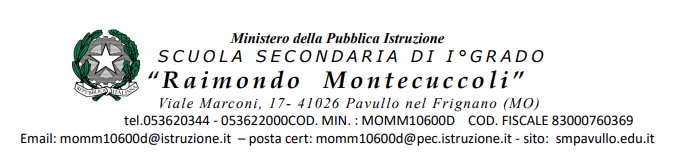 Ministero della Pubblica Istruzione
SCUOLA SECONDARIA DI I°GRADO
“Raimondo Montecuccoli”
Viale Marconi, 17- 41026 Pavullo nel Frignano (MO)
tel.053620344 - 053622000COD. MIN. : MOMM10600D COD. FISCALE 83000760369
Email: momm10600d@istruzione.it – posta cert: momm10600d@pec.istruzione.it - sito: smpavullo.edu.it
REPVBBLICA ITALIANA